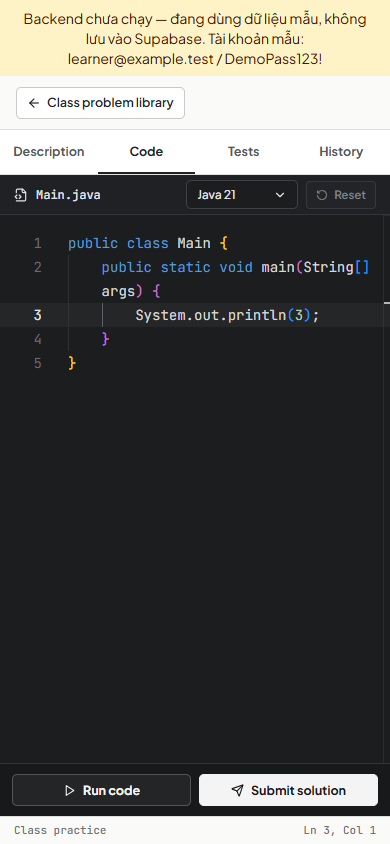 Backend chưa chạy — đang dùng dữ liệu mẫu, không
lưu vào Supabase. Tài khoản mẫu:
learner@example.test / DemoPass123!
Class problem library
Description Code Tests History
Main.java Java 21 Reset
1 public class Main {
2 public static void main(String[]
args) {
3 System.out.println(3);
4 }
5 }
Run code Submit solution
Class practice Ln 3, Col 1